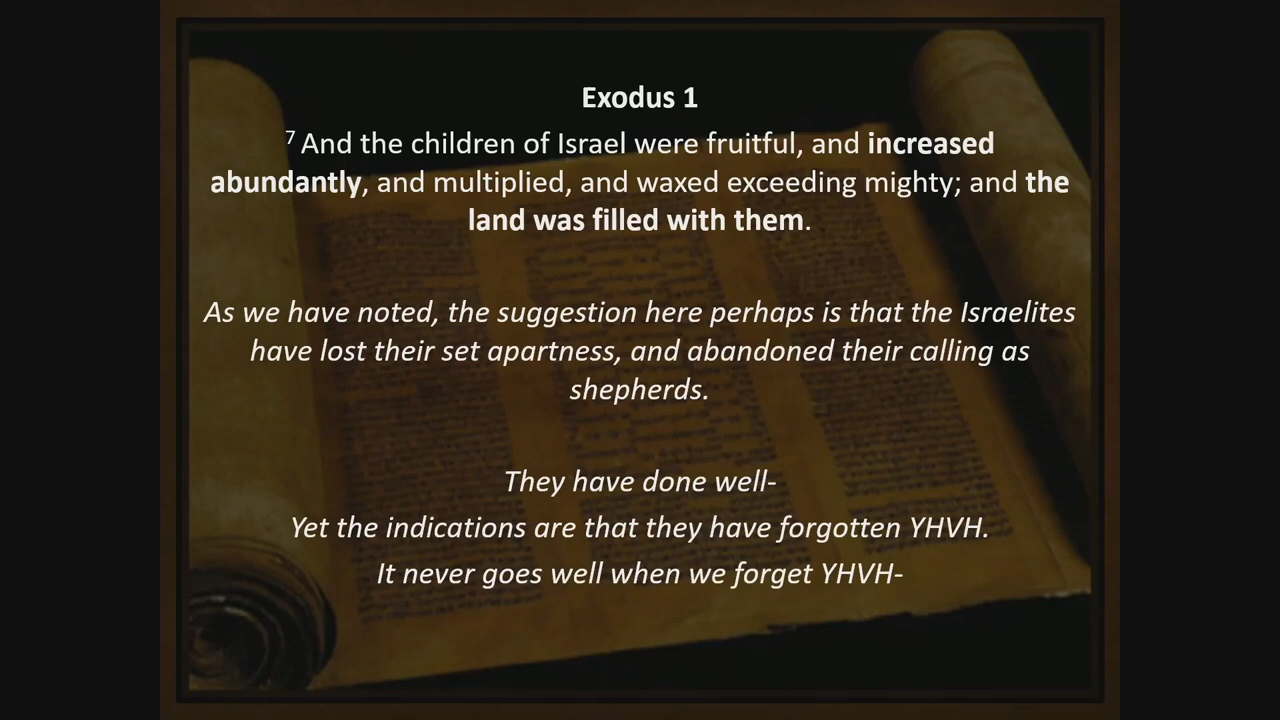 Exodus 1
7 And the children of Israel were fruitful, and increased
abundantly, and multiplied, and waxed exceeding mighty; and the
land was filled with them.
As we have noted, the suggestion here perhaps is that the Israelites
have lost their set apartness, and abandoned their calling as
shepherds.
They have done well-
Yet the indications are that they have forgotten YHVH.
It never goes well when we forget YHVH-